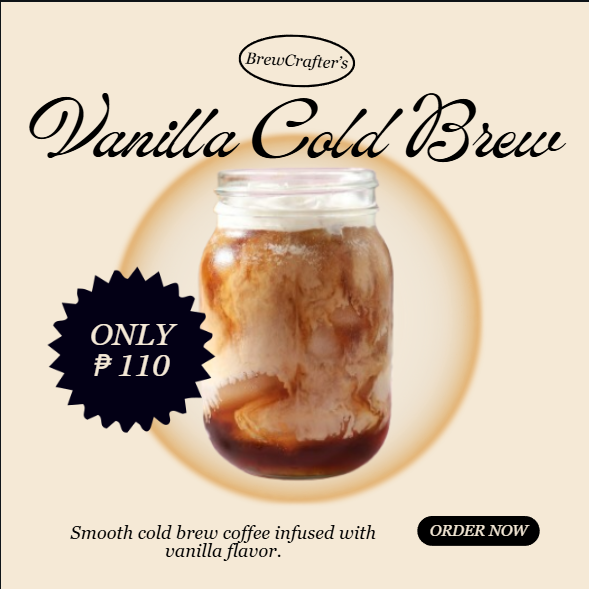 BrewCrafter's
Vanilla Cold Brew
ONLY
₱ 110
Smooth cold brew coffee infused with
vanilla flavor.
ORDER NOW